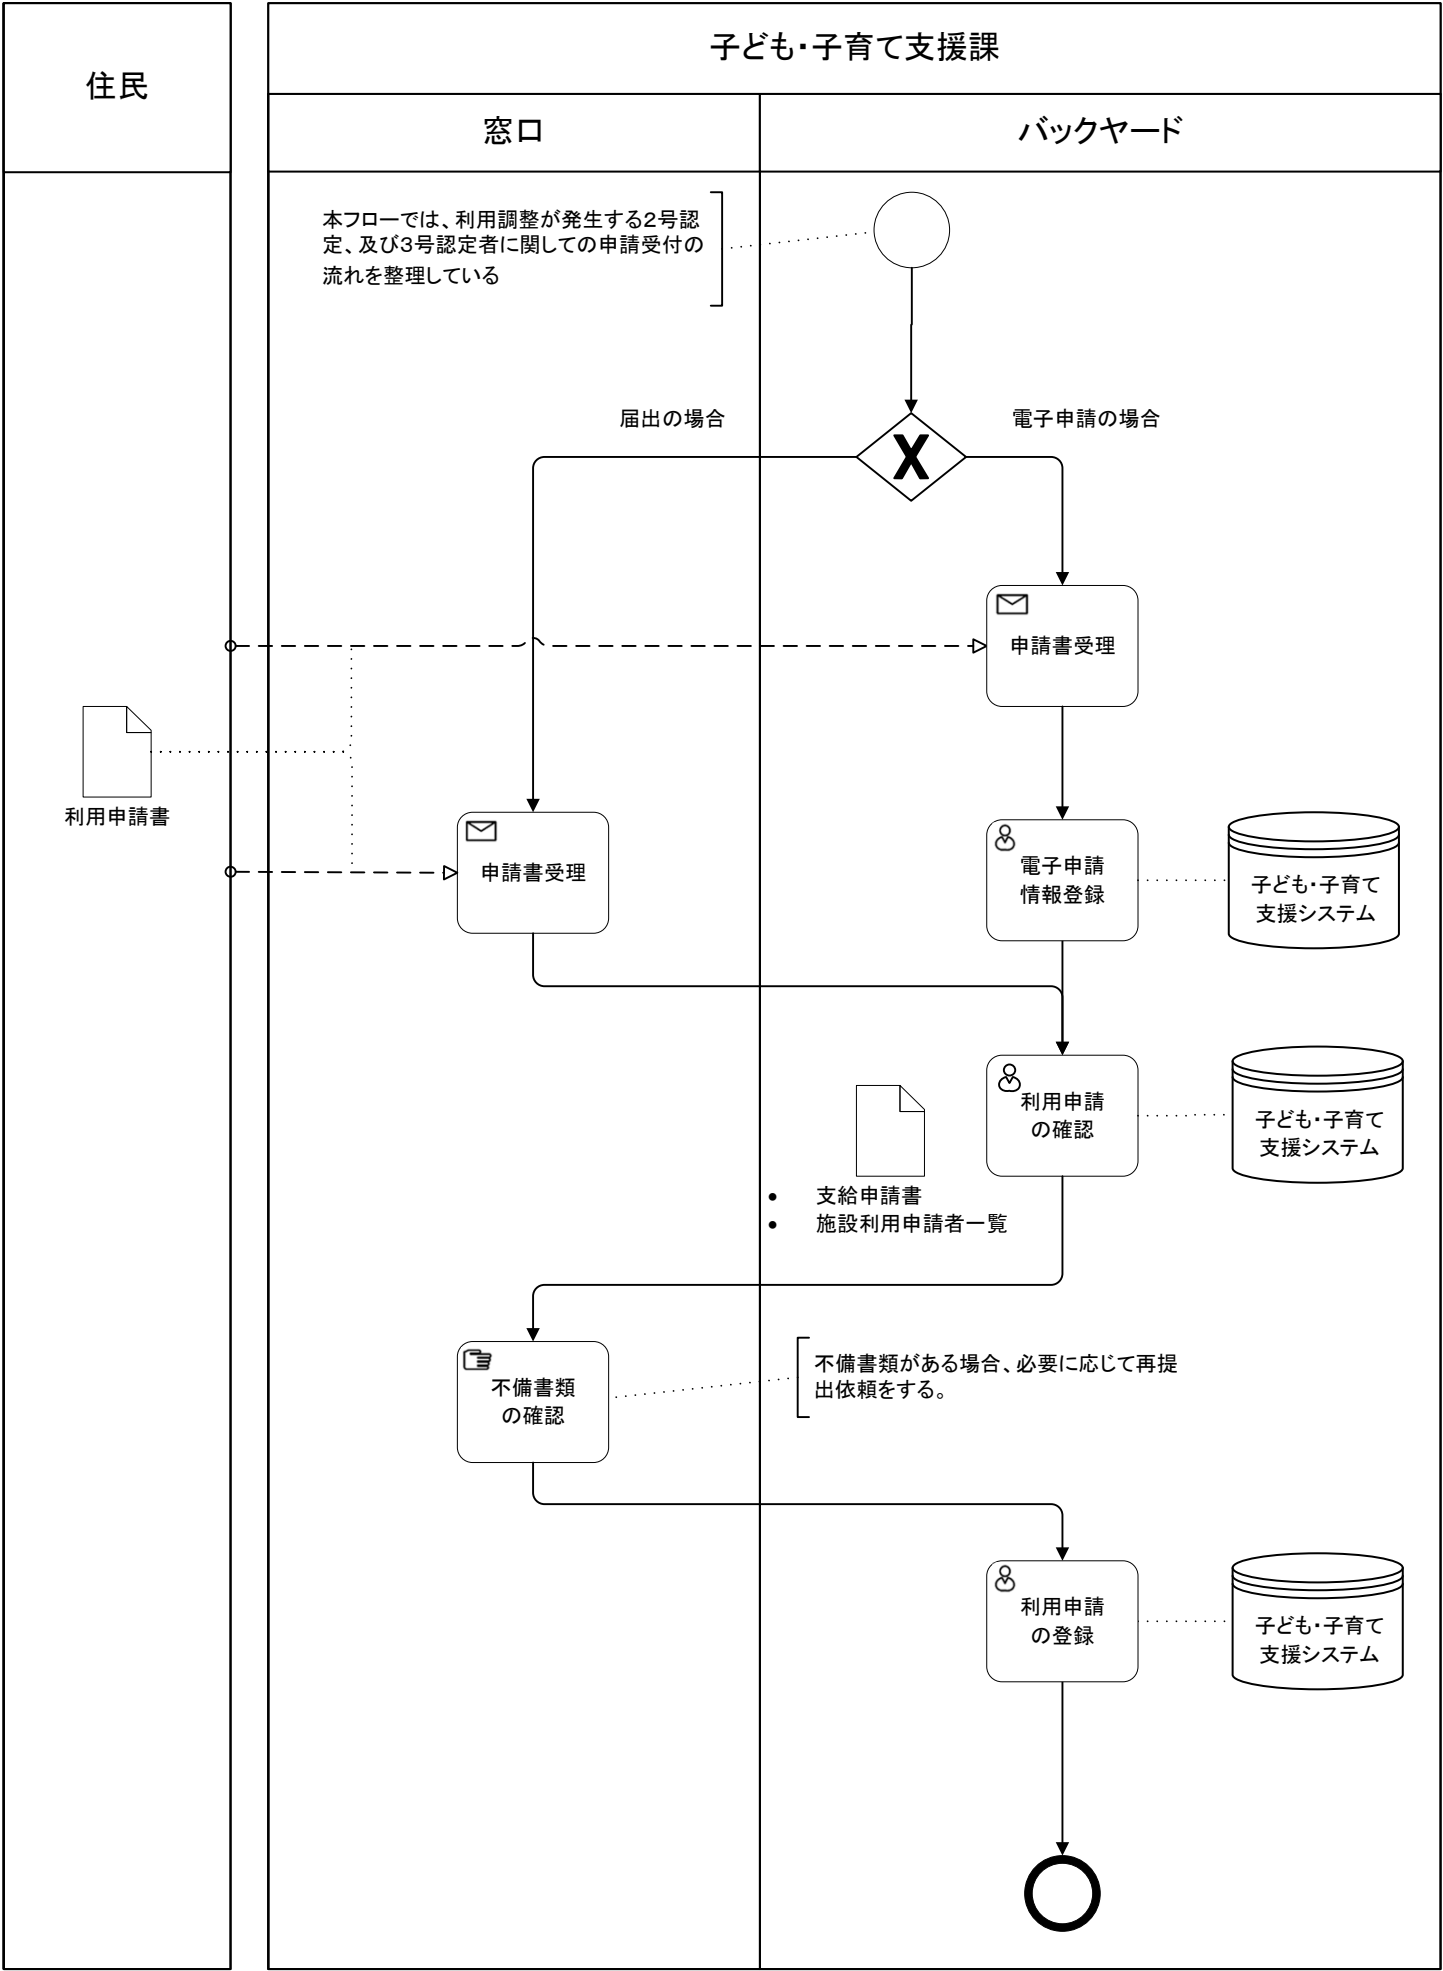 住民
子ども・子育て支援課
窓口
バックヤード
本フローでは、利用調整が発生する2号認
定、及び3号認定者に関しての申請受付の
流れを整理している
届出の場合
電子申請の場合
X
申請書受理
利用申請書
申請書受理
電子申請
情報登録
子ども・子育て
支援システム
利用申請
の確認
子ども・子育て
支援システム
• 支給申請書
• 施設利用申請者一覧
不備書類
の確認
不備書類がある場合、必要に応じて再提
出依頼をする。
利用申請
の登録
子ども・子育て
支援システム